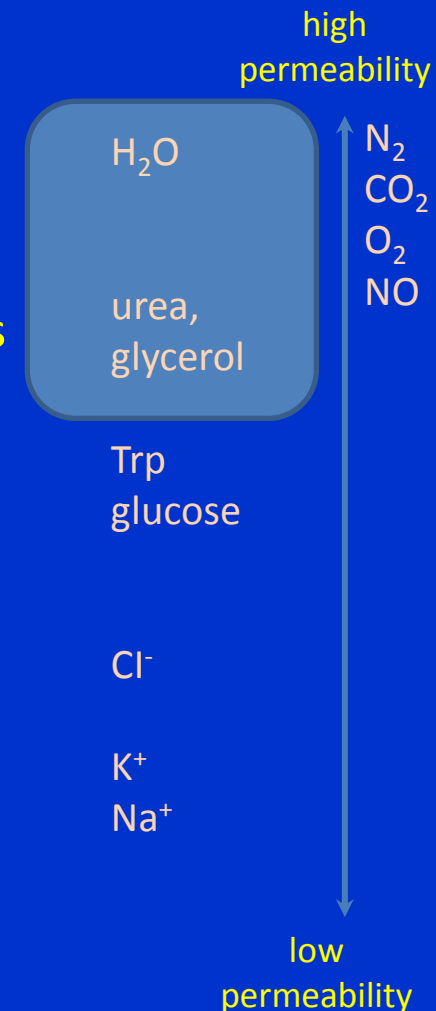 high
permeability
H₂O
N₂
CO₂
O₂
NO
urea,
glycerol
s
Trp
glucose
Cl⁻
K⁺
Na⁺
low
permeability